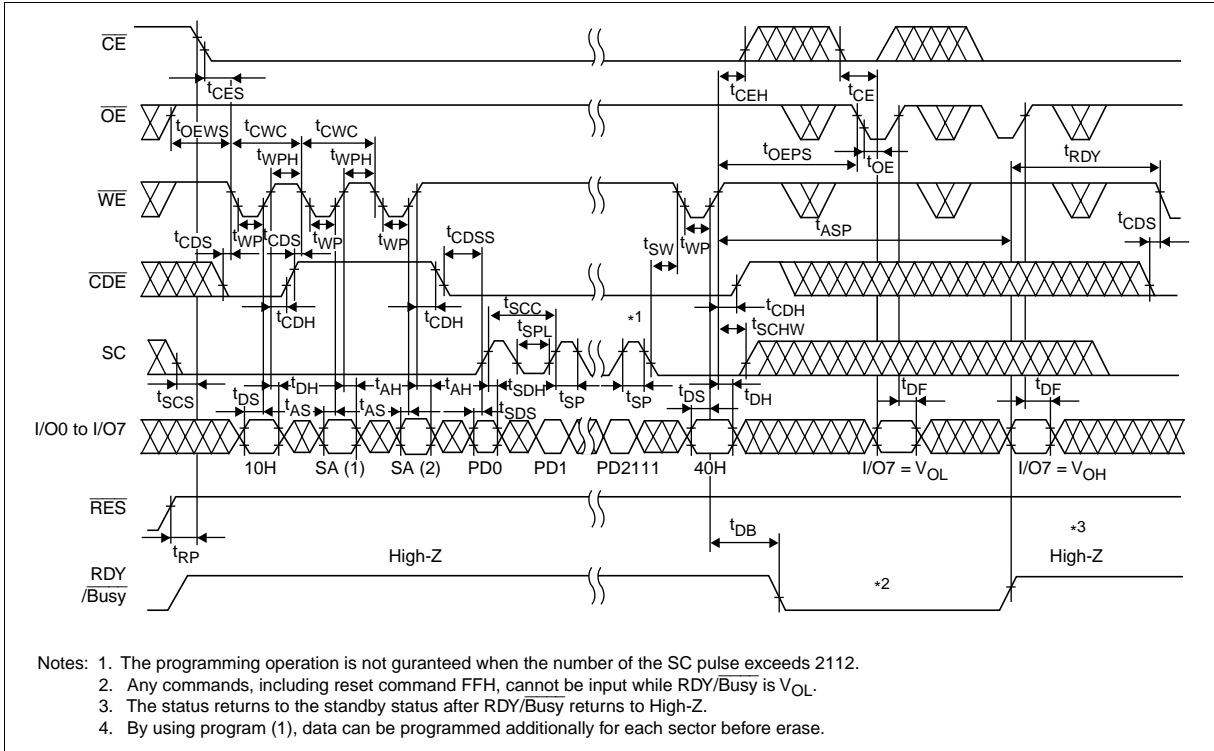 CE
tCES
tCEH
tCE
OE
tOEWS
tCWC
tCWC
tWPH
tWPH
tOEPS
tOE
tRDY
WE
tCDS
tWP
tCDS
tWP
tWP
tCDSS
tSW
tWP
tASP
tCDS
CDE
tCDH
tCDH
tSCC
tSPL
*1
tCDH
tSCHW
SC
tSCS
tDS
tDH
tAS
tAH
tAS
tAH
tSDH
tSDS
tSP
tSP
tDS
tDH
tDF
tDF
I/O0 to I/O7
10H
SA (1)
SA (2)
PD0
PD1
PD2111
40H
I/O7 = VOL
I/O7 = VOH
RES
tRP
High-Z
tDB
*3
High-Z
RDY
/Busy
*2
Notes: 1. The programming operation is not guranteed when the number of the SC pulse exceeds 2112.
2. Any commands, including reset command FFH, cannot be input while RDY/Busy is VOL.
3. The status returns to the standby status after RDY/Busy returns to High-Z.
4. By using program (1), data can be programmed additionally for each sector before erase.